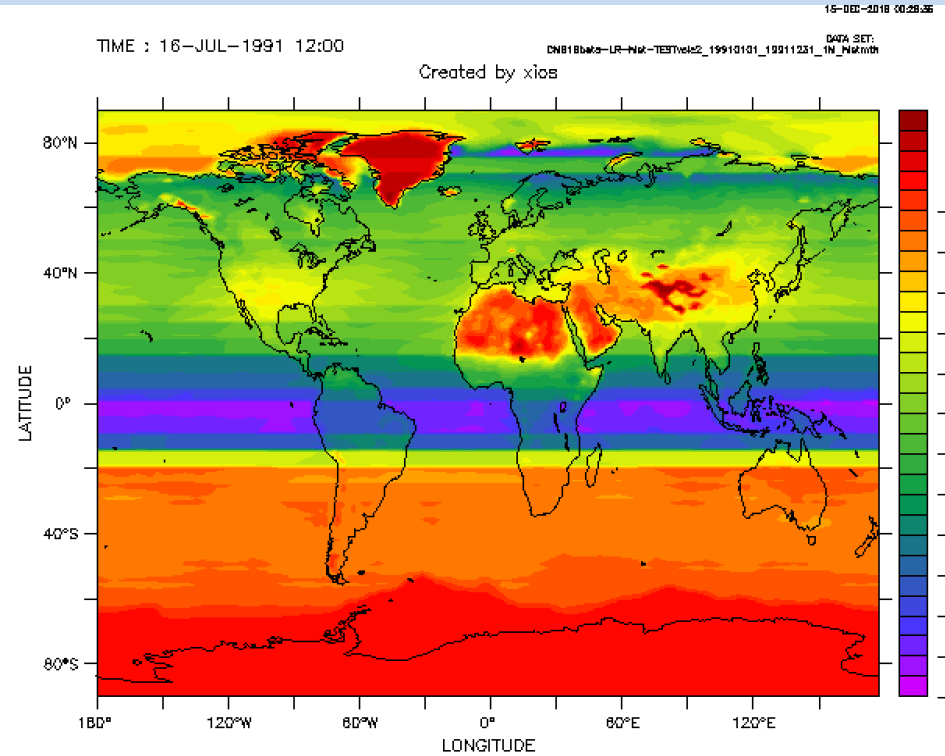 15-DEC-2018 00:28:36
TIME : 16-JUL-1991 12:00
DATA SET:
Created by xios
80°N
40°N
0°
40°S
80°S
LATITUDE
180°
120°W
60°W
0°
60°E
120°E
LONGITUDE